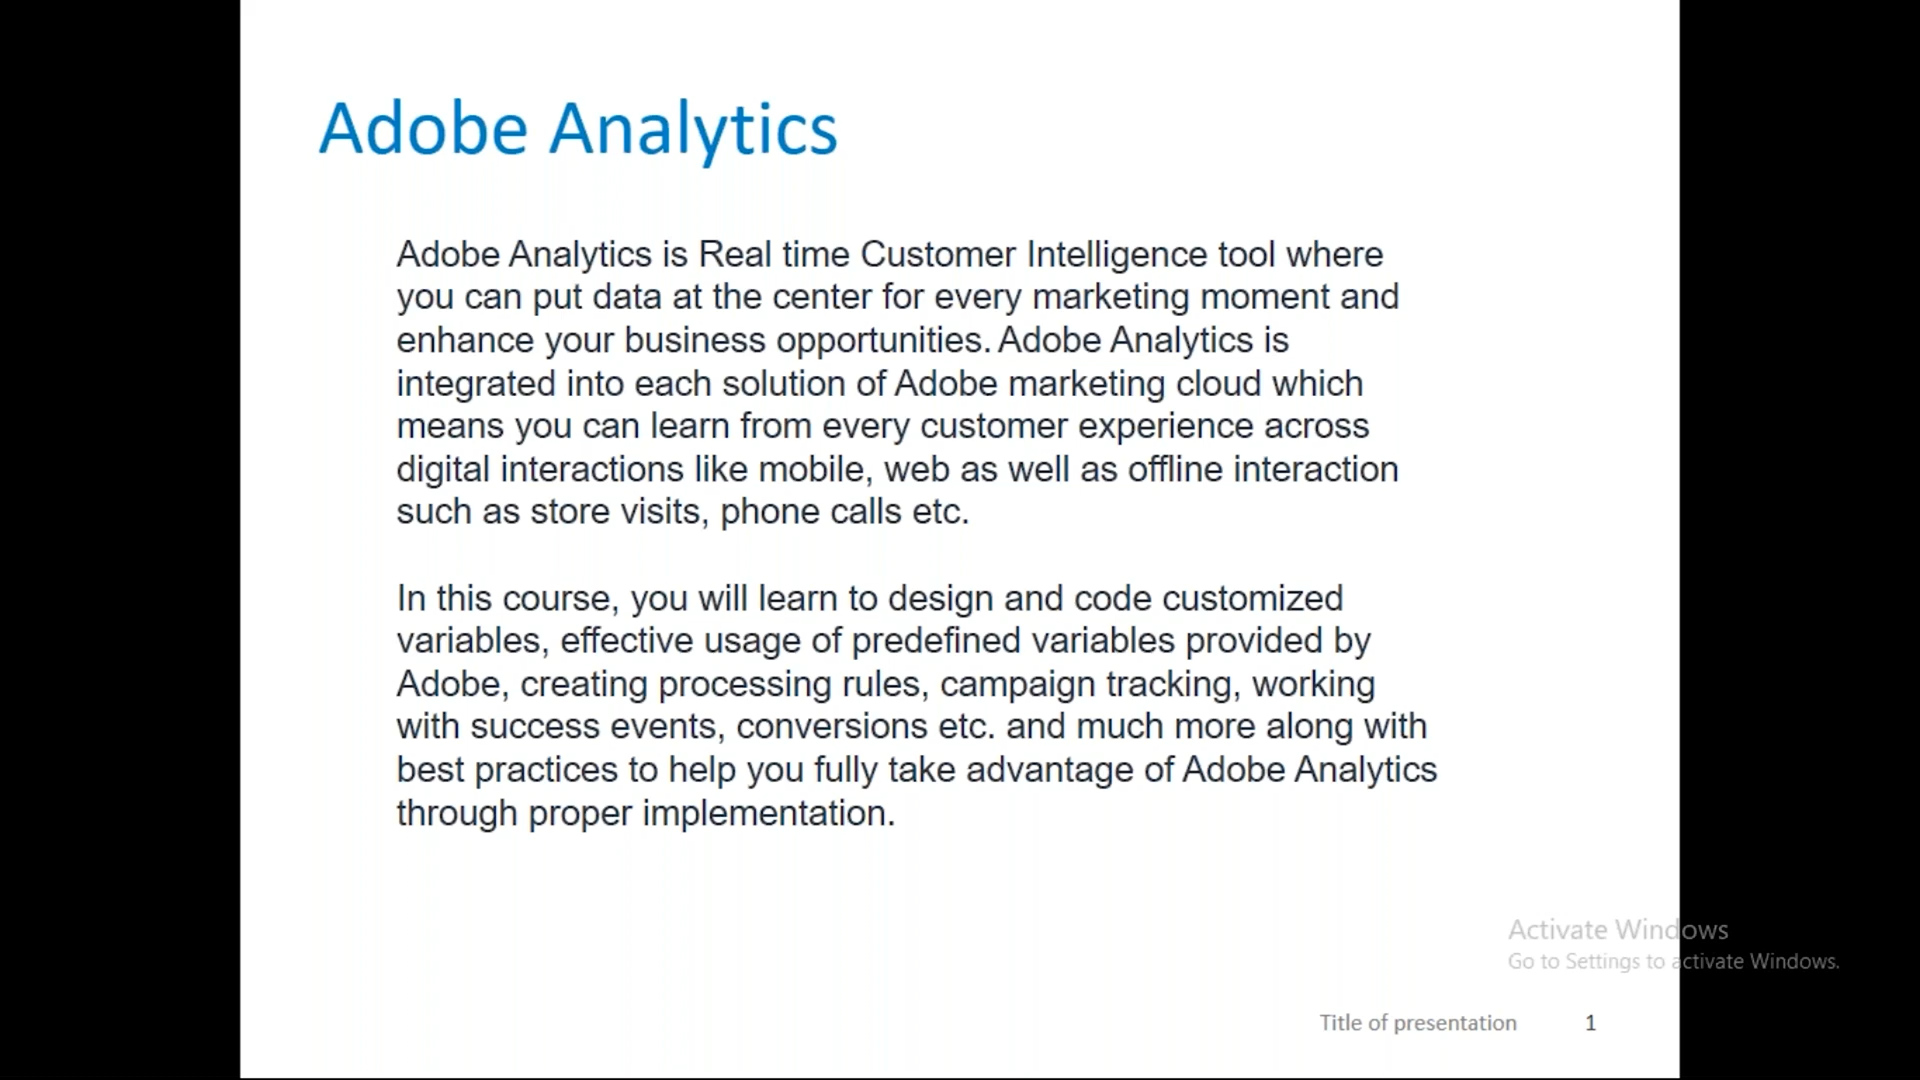 Adobe Analytics
Adobe Analytics is Real time Customer Intelligence tool where
you can put data at the center for every marketing moment and
enhance your business opportunities. Adobe Analytics is
integrated into each solution of Adobe marketing cloud which
means you can learn from every customer experience across
digital interactions like mobile, web as well as offline interaction
such as store visits, phone calls etc.
In this course, you will learn to design and code customized
variables, effective usage of predefined variables provided by
Adobe, creating processing rules, campaign tracking, working
with success events, conversions etc. and much more along with
best practices to help you fully take advantage of Adobe Analytics
through proper implementation.
Activate Windows
Go to Settings to activate Windows.
Title of presentation 1